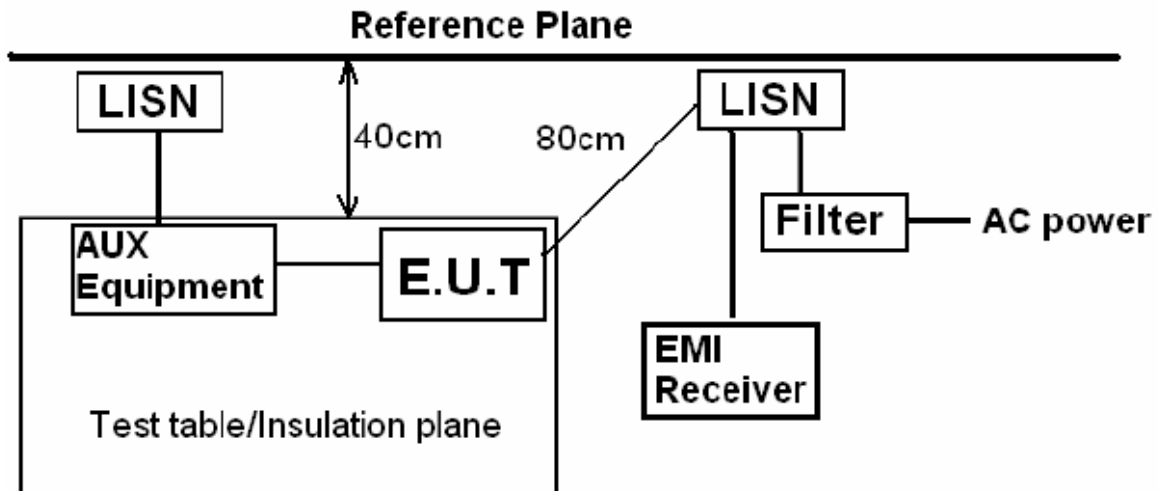 Reference Plane
LISN
LISN
40cm
80cm
Filter
AC power
AUX
Equipment
E.U.T
EMI
Receiver
Test table/Insulation plane